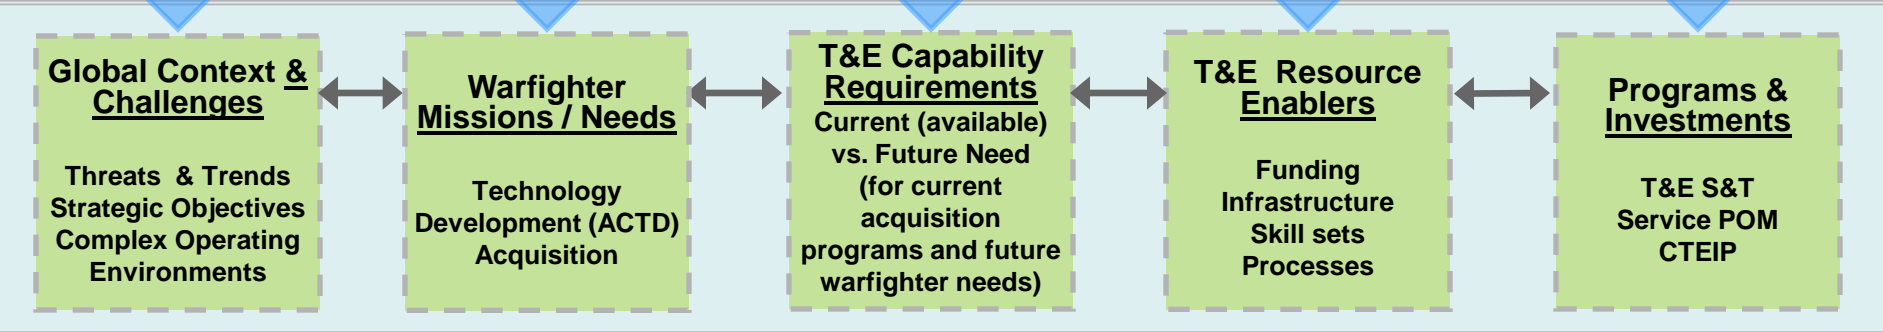 Global Context &
Challenges
Threats & Trends
Strategic Objectives
Complex Operating
Environments
Warfighter
Missions / Needs
Technology
Development (ACTD)
Acquisition
T&E Capability
Requirements
Current (available)
vs. Future Need
(for current
acquisition
programs and future
warfighter needs)
T&E Resource
Enablers
Funding
Infrastructure
Skill sets
Processes
Programs &
Investments
T&E S&T
Service POM
CTEIP